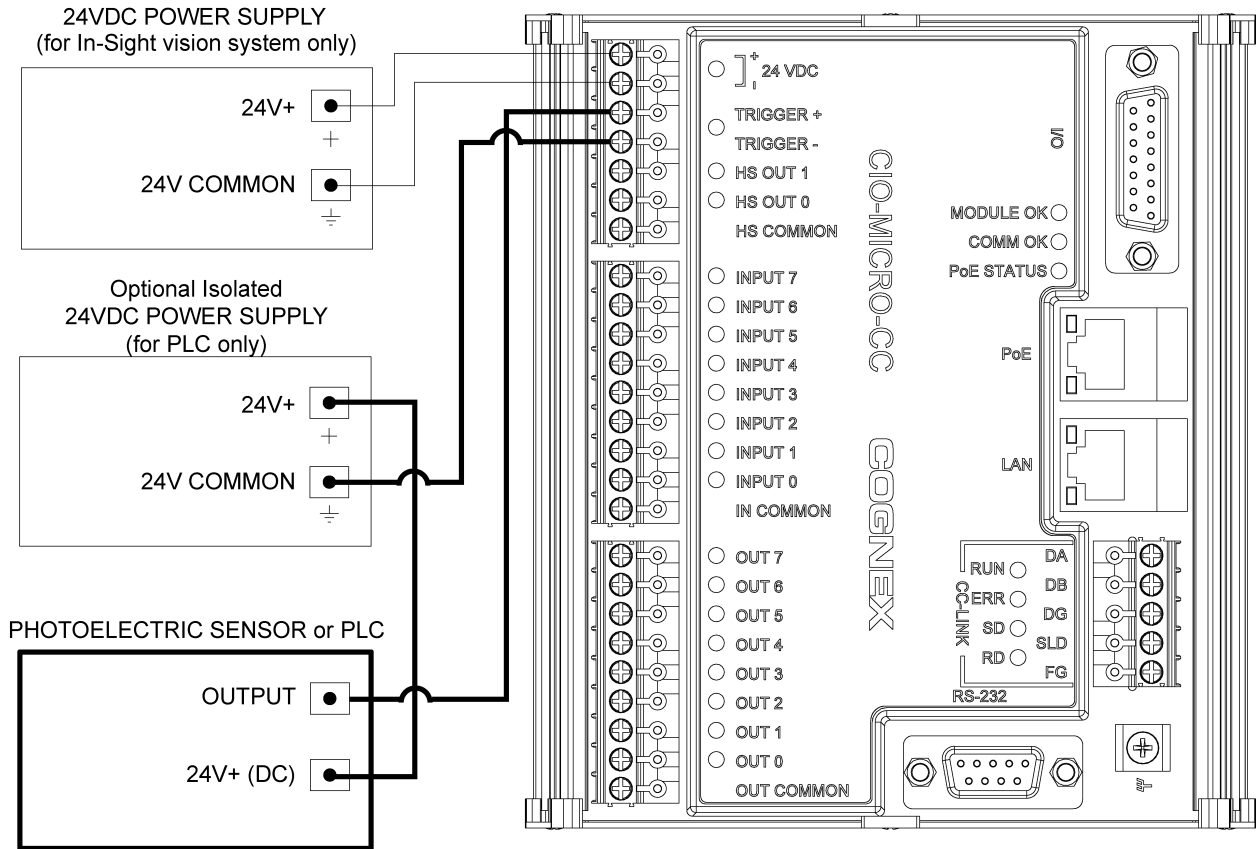 24VDC POWER SUPPLY
(for In-Sight vision system only)
24V+
+
24V COMMON
Optional Isolated
24VDC POWER SUPPLY
(for PLC only)
24V+
+
24V COMMON
PHOTOELECTRIC SENSOR or PLC
OUTPUT
24V+ (DC)
+
-
24 VDC
TRIGGER +
TRIGGER -
HS OUT 1
HS OUT 0
HS COMMON
INPUT 7
INPUT 6
INPUT 5
INPUT 4
INPUT 3
INPUT 2
INPUT 1
INPUT 0
IN COMMON
OUT 7
OUT 6
OUT 5
OUT 4
OUT 3
OUT 2
OUT 1
OUT 0
OUT COMMON
CIO-MICRO-CC
COGNEX
I/O
MODULE OK
COMM OK
PoE STATUS
PoE
LAN
CC-LINK
RUN
ERR
SD
RD
DA
DB
DG
SLD
FG
RS-232